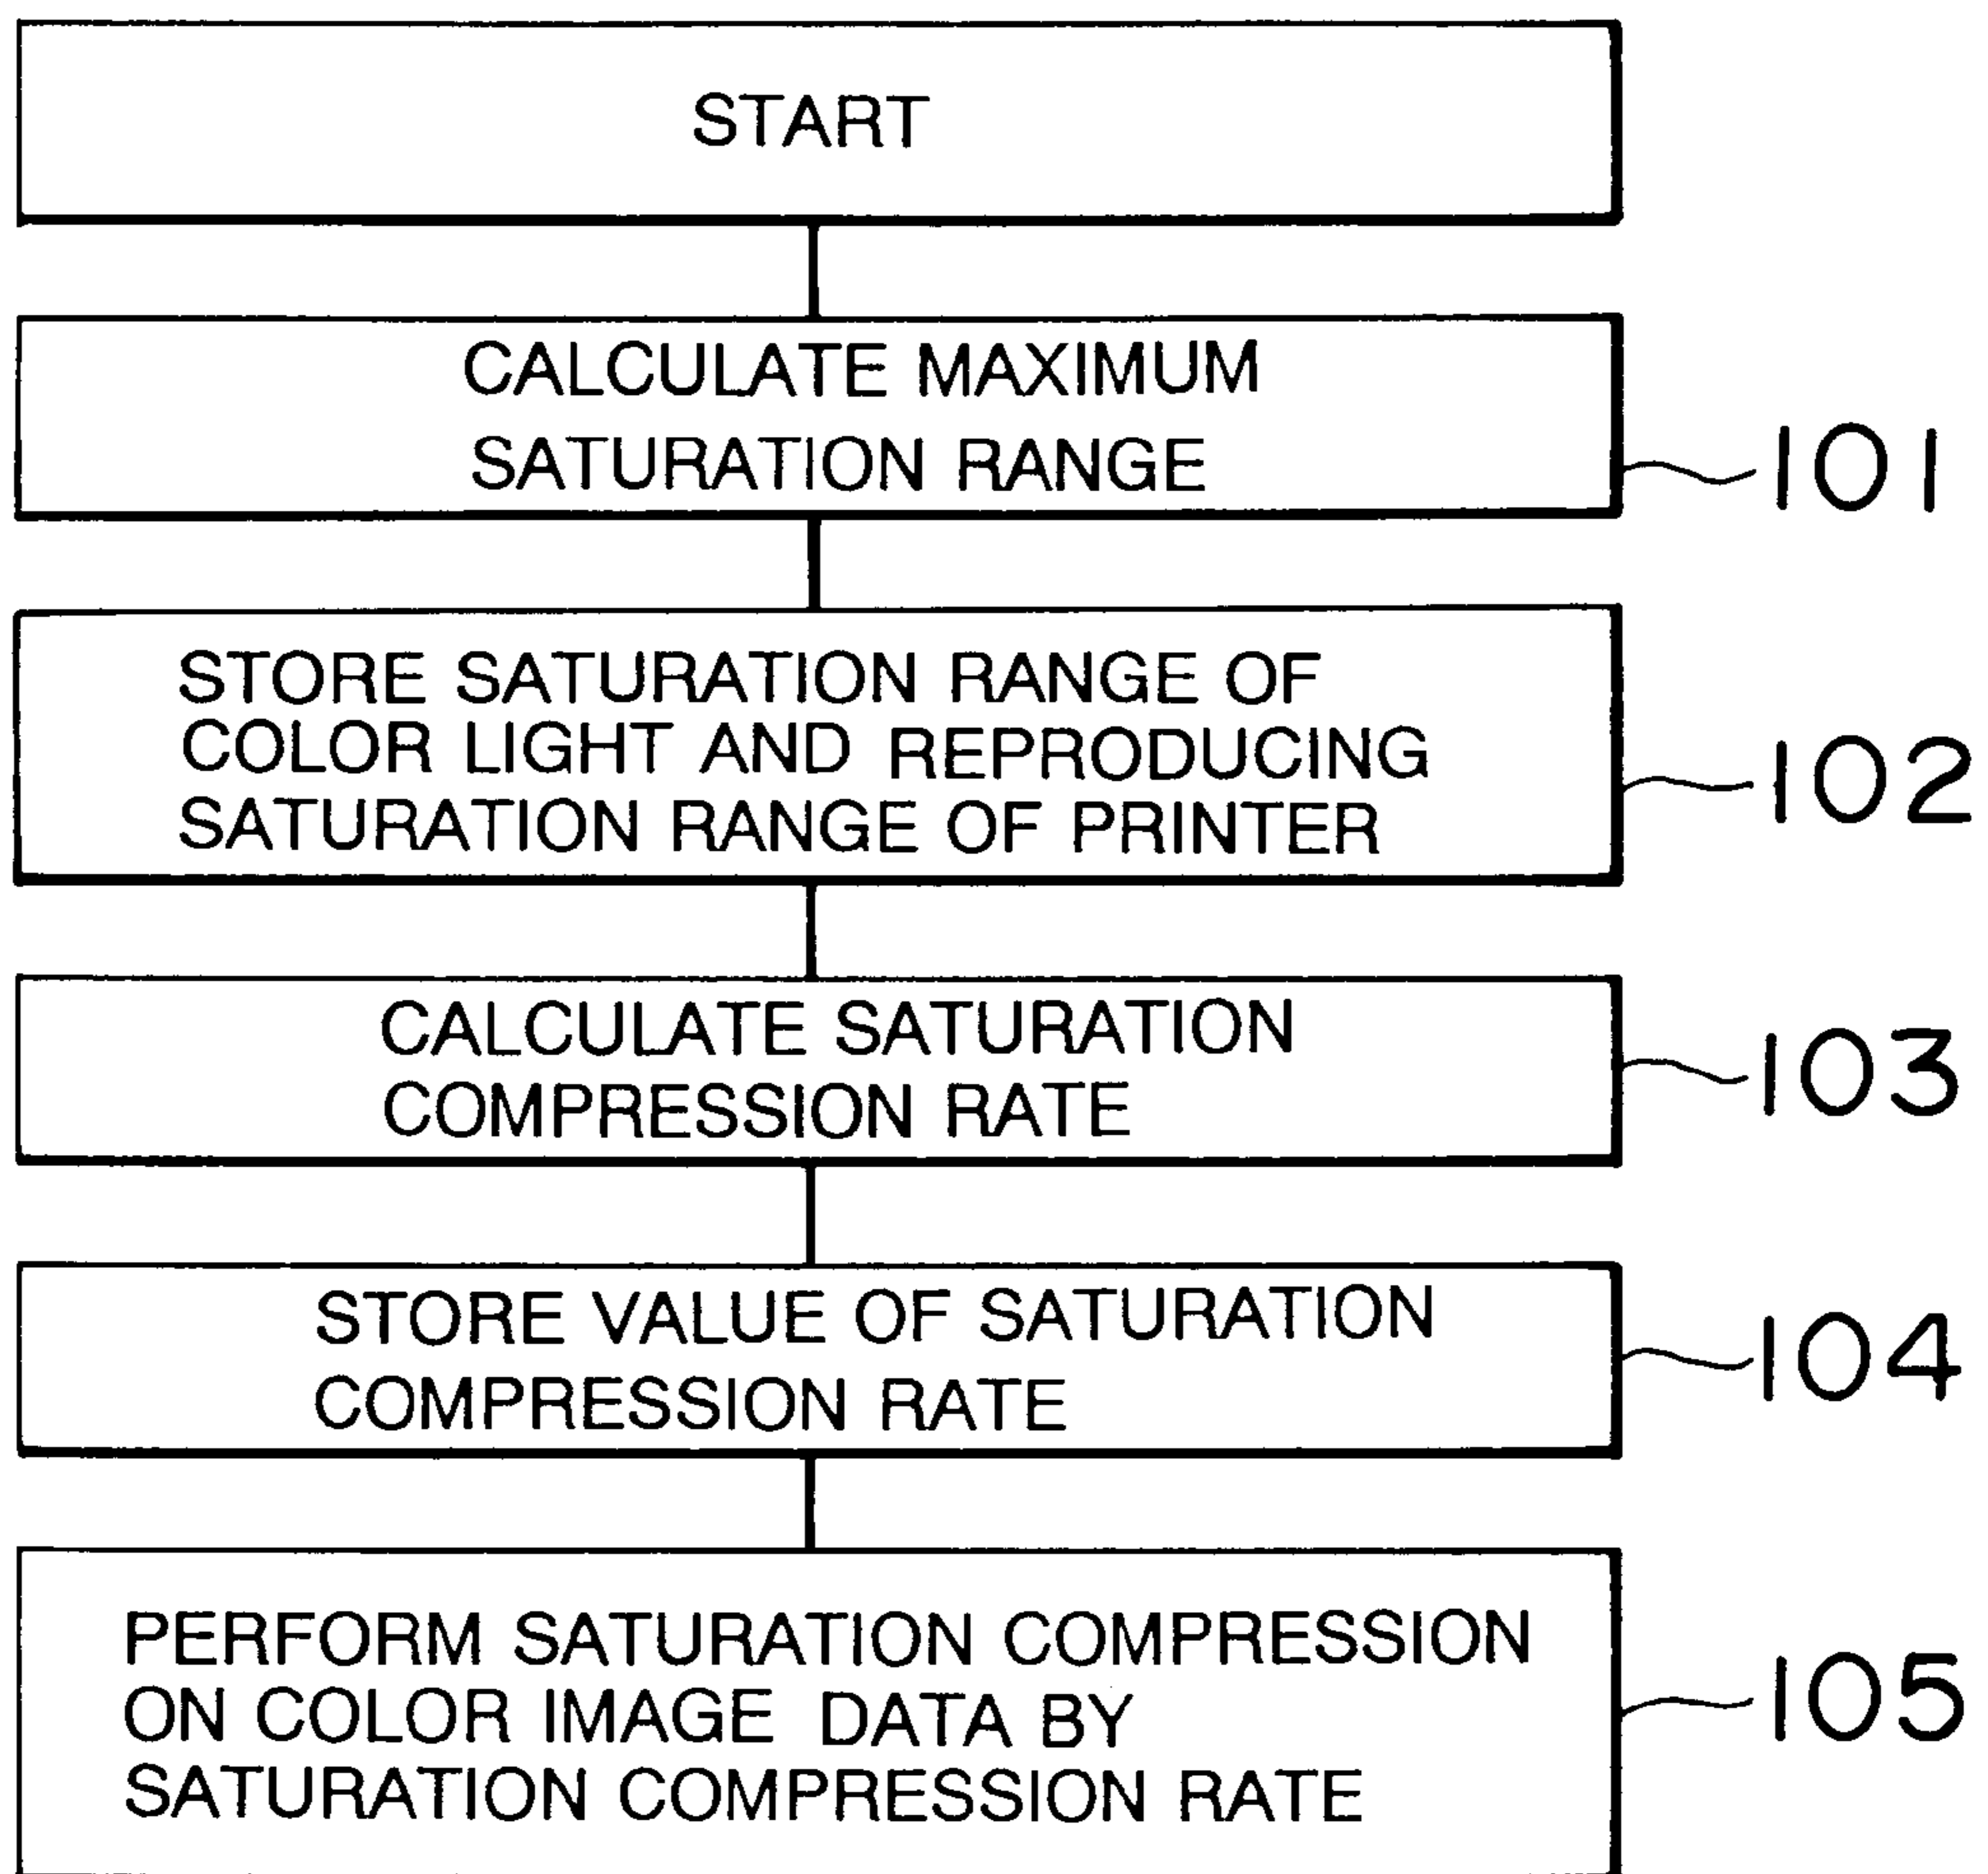 START
CALCULATE MAXIMUM
SATURATION RANGE
101
STORE SATURATION RANGE OF
COLOR LIGHT AND REPRODUCING
SATURATION RANGE OF PRINTER
102
CALCULATE SATURATION
COMPRESSION RATE
103
STORE VALUE OF SATURATION
COMPRESSION RATE
104
PERFORM SATURATION COMPRESSION
ON COLOR IMAGE DATA BY
SATURATION COMPRESSION RATE
105